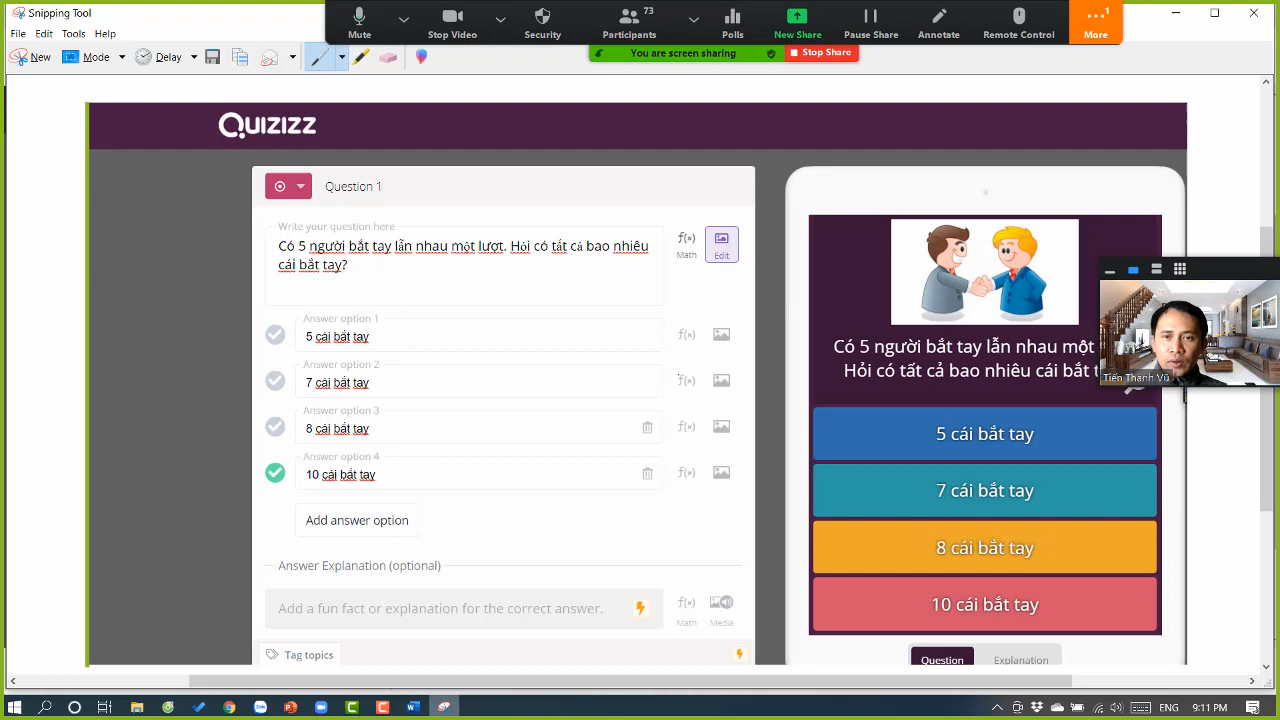 Snipping Tool
File Edit Tools Help
New Mode Delay
73
1
Mute Stop Video Security Participants Polls New Share Pause Share Annotate Remote Control More
You are screen sharing Stop Share
QUIZIZZ
Question 1
Write your question here
Có 5 người bắt tay lẫn nhau một lượt. Hỏi có tất cả bao nhiêu
cái bắt tay?
f(x)
Math
Edit
Answer option 1
5 cái bắt tay
f(x)
Answer option 2
7 cái bắt tay
f(x)
Answer option 3
8 cái bắt tay
f(x)
Answer option 4
10 cái bắt tay
f(x)
Add answer option
Answer Explanation (optional)
Add a fun fact or explanation for the correct answer.
f(x)
Math
Media
Tag topics
Có 5 người bắt tay lẫn nhau một
Hỏi có tất cả bao nhiêu cái bắt
5 cái bắt tay
7 cái bắt tay
8 cái bắt tay
10 cái bắt tay
Question Explanation
Tiến Thành Vũ
Zalo
ENG 9:11 PM